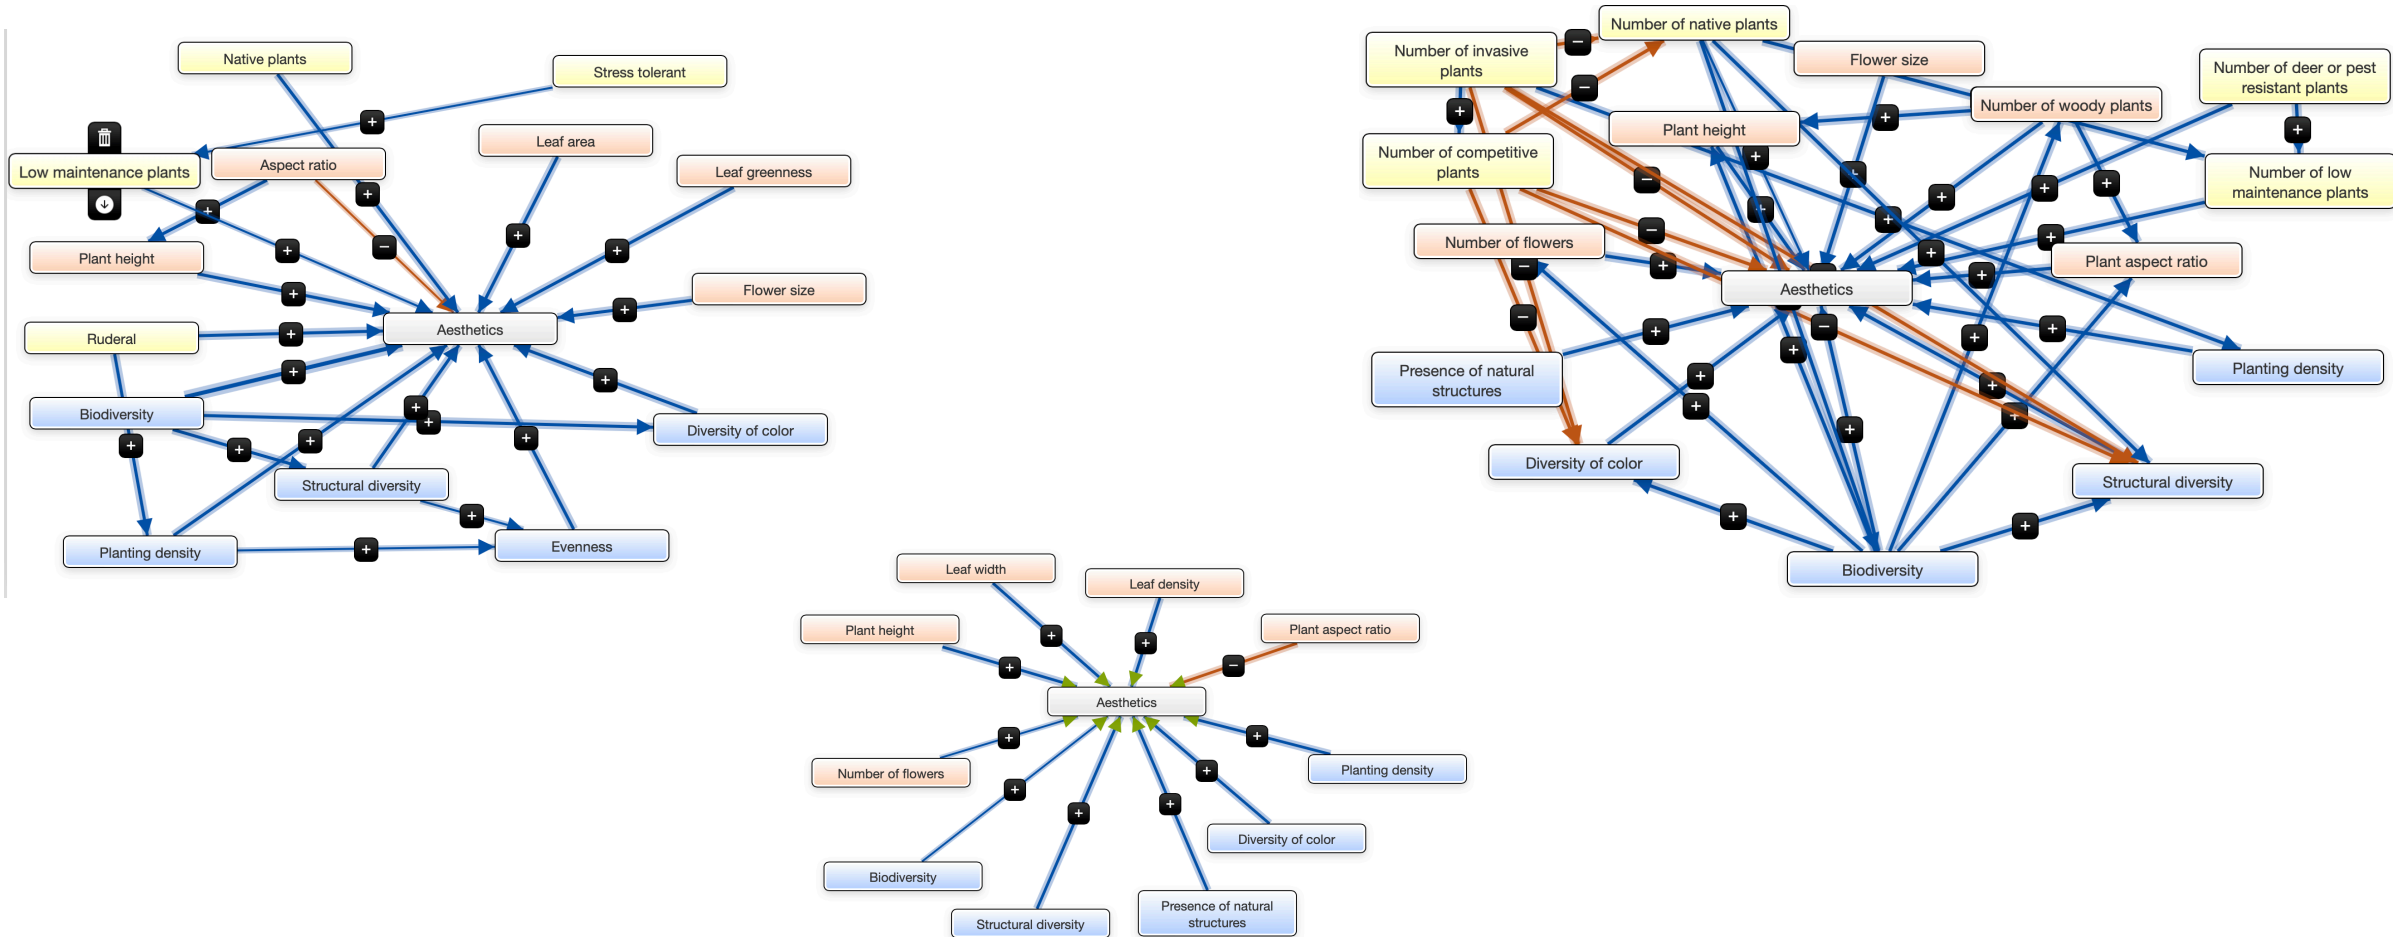 Native plants
Stress tolerant
Leaf area
Low maintenance plants
Aspect ratio
Leaf greenness
Plant height
Flower size
Aesthetics
Ruderal
Biodiversity
Diversity of color
Structural diversity
Planting density
Evenness
Number of native plants
Number of invasive
plants
Flower size
Number of deer or pest
resistant plants
Number of woody plants
Plant height
Number of competitive
plants
Number of low
maintenance plants
Number of flowers
Plant aspect ratio
Aesthetics
Presence of natural
structures
Planting density
Diversity of color
Structural diversity
Biodiversity
Leaf width
Leaf density
Plant height
Plant aspect ratio
Aesthetics
Number of flowers
Planting density
Diversity of color
Biodiversity
Presence of natural
structures
Structural diversity